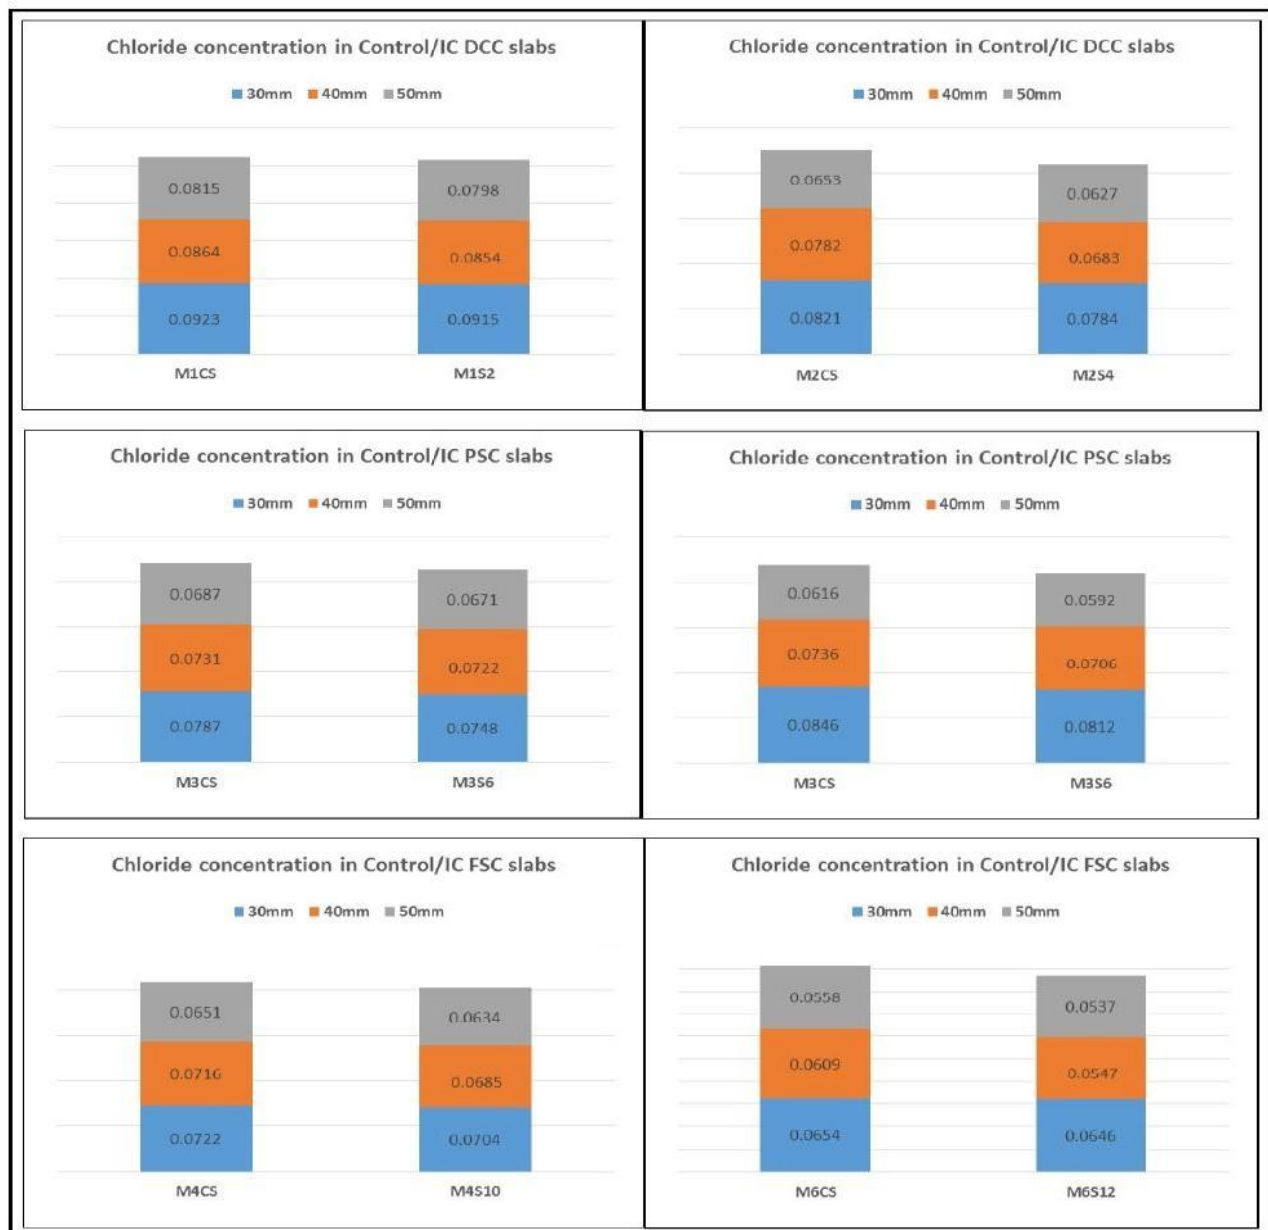 Chloride concentration in Control/IC DCC slabs
30mm 40mm 50mm
0.0815 0.0798
0.0864 0.0854
0.0923 0.0915
M1CS M1S2
Chloride concentration in Control/IC DCC slabs
30mm 40mm 50mm
0.0653 0.0627
0.0782 0.0683
0.0821 0.0784
M2CS M2S4
Chloride concentration in Control/IC PSC slabs
30mm 40mm 50mm
0.0687 0.0671
0.0731 0.0722
0.0787 0.0748
M3CS M3S6
Chloride concentration in Control/IC PSC slabs
30mm 40mm 50mm
0.0616 0.0592
0.0736 0.0706
0.0846 0.0812
M3CS M3S6
Chloride concentration in Control/IC FSC slabs
30mm 40mm 50mm
0.0651 0.0634
0.0716 0.0685
0.0722 0.0704
M4CS M4S10
Chloride concentration in Control/IC FSC slabs
30mm 40mm 50mm
0.0558 0.0537
0.0609 0.0547
0.0654 0.0646
M6CS M6S12